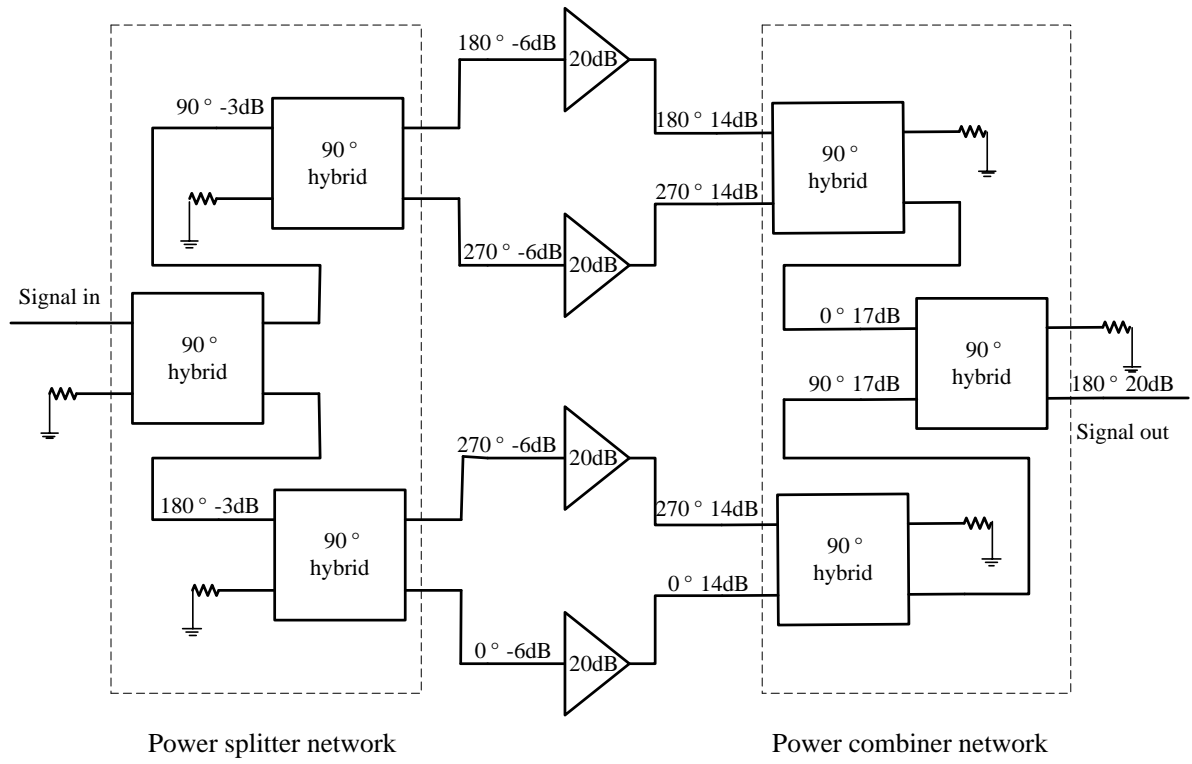 180° -6dB
20dB
90° -3dB
90°
hybrid
180° 14dB
90°
hybrid
270° 14dB
270° -6dB
20dB
Signal in
90°
hybrid
0° 17dB
90°
hybrid
90° 17dB
180° 20dB
Signal out
270° -6dB
20dB
180° -3dB
90°
hybrid
270° 14dB
90°
hybrid
0° 14dB
0° -6dB
20dB
Power splitter network
Power combiner network